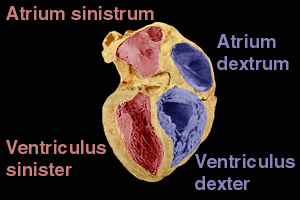 Atrium sinistrum
Atrium
dextrum
Ventriculus
sinister
Ventriculus
dexter